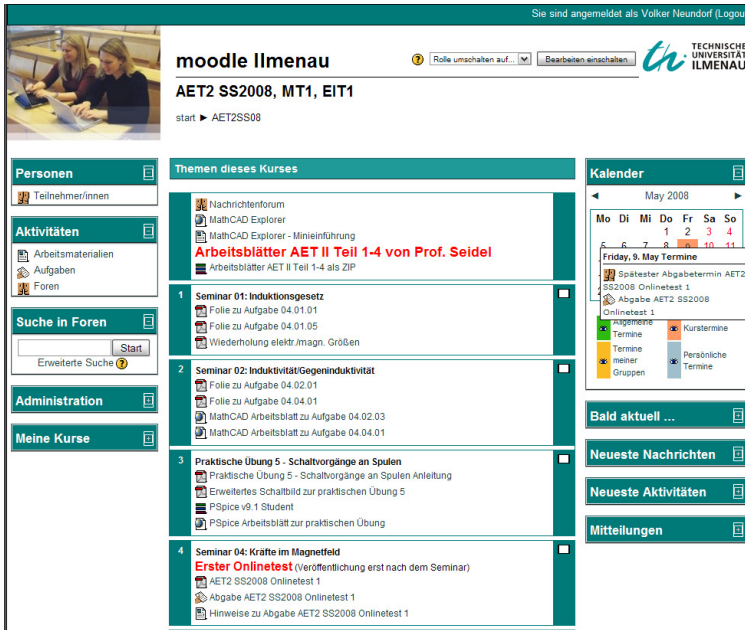 Sie sind angemeldet als Volker Neundorf (Logout
moodle Ilmenau
Rolle umschalten auf...
Bearbeiten einschalten
TECHNISCHE
UNIVERSITÄT
ILMENAU
AET2 SS2008, MT1, EIT1
start ► AET2SS08
Personen
Teilnehmer/innen
Aktivitäten
Arbeitsmaterialien
Aufgaben
Foren
Suche in Foren
Start
Erweiterte Suche
Administration
Meine Kurse
Themen dieses Kurses
Nachrichtenforum
MathCAD Explorer
MathCAD Explorer - Minieinführung
Arbeitsblätter AET II Teil 1-4 von Prof. Seidel
Arbeitsblätter AET II Teil 1-4 als ZIP
1 Seminar 01: Induktionsgesetz
Folie zu Aufgabe 04.01.01
Folie zu Aufgabe 04.01.05
Wiederholung elektr./magn. Größen
2 Seminar 02: Induktivität/Gegeninduktivität
Folie zu Aufgabe 04.02.01
Folie zu Aufgabe 04.04.01
MathCAD Arbeitsblatt zu Aufgabe 04.02.03
MathCAD Arbeitsblatt zu Aufgabe 04.04.01
3 Praktische Übung 5 - Schaltvorgänge an Spulen
Praktische Übung 5 - Schaltvorgänge an Spulen Anleitung
Erweitertes Schaltbild zur praktischen Übung 5
PSpice v9.1 Student
PSpice Arbeitsblatt zur praktischen Übung
4 Seminar 04: Kräfte im Magnetfeld
Erster Onlinetest (Veröffentlichung erst nach dem Seminar)
AET2 SS2008 Onlinetest 1
Abgabe AET2 SS2008 Onlinetest 1
Hinweise zu Abgabe AET2 SS2008 Onlinetest 1
Kalender
◄ May 2008 ►
Mo Di Mi Do Fr Sa So
1 2 3 4
5 6 7 8 9 10 11
Friday, 9. May Termine
Spätester Abgabetermin AET2
SS2008 Onlinetest 1
Abgabe AET2 SS2008
Onlinetest 1
Allgemeine
Termine
Kurstermine
Termine
meiner
Gruppen
Persönliche
Termine
Bald aktuell ...
Neueste Nachrichten
Neueste Aktivitäten
Mitteilungen